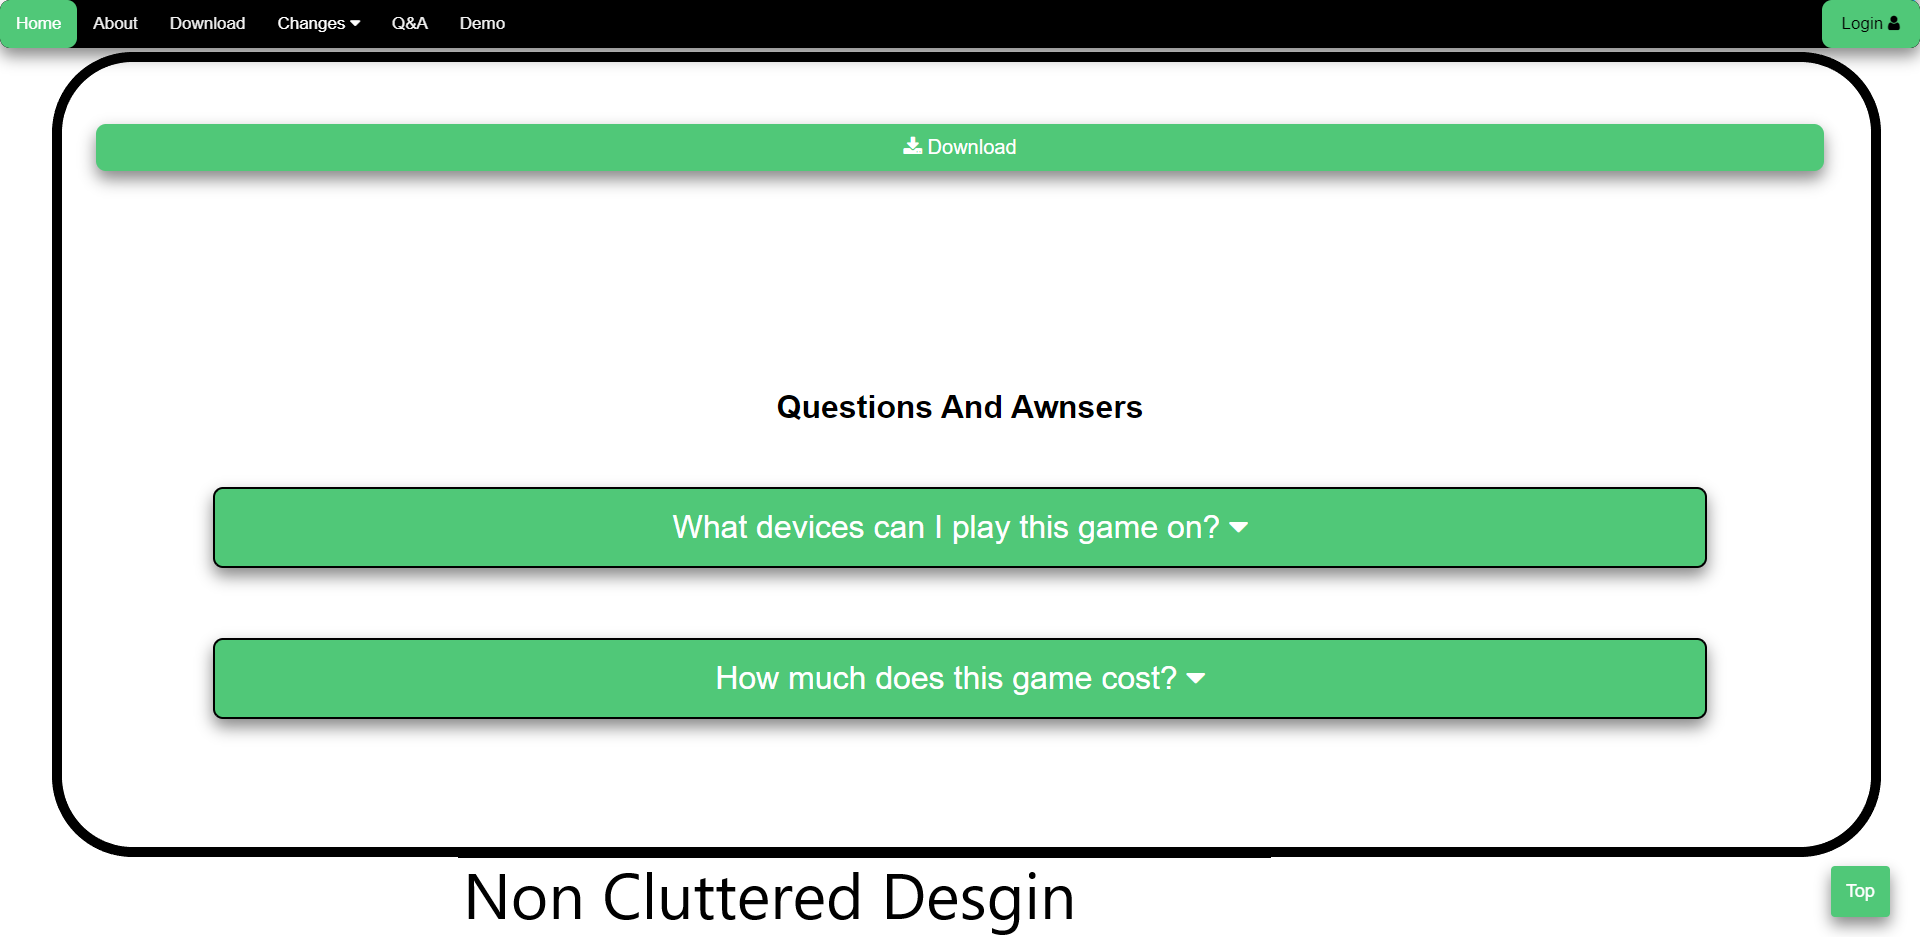 Home About Download Changes Q&A Demo Login
Download
Questions And Awnsers
What devices can I play this game on?
How much does this game cost?
Non Cluttered Desgin
Top